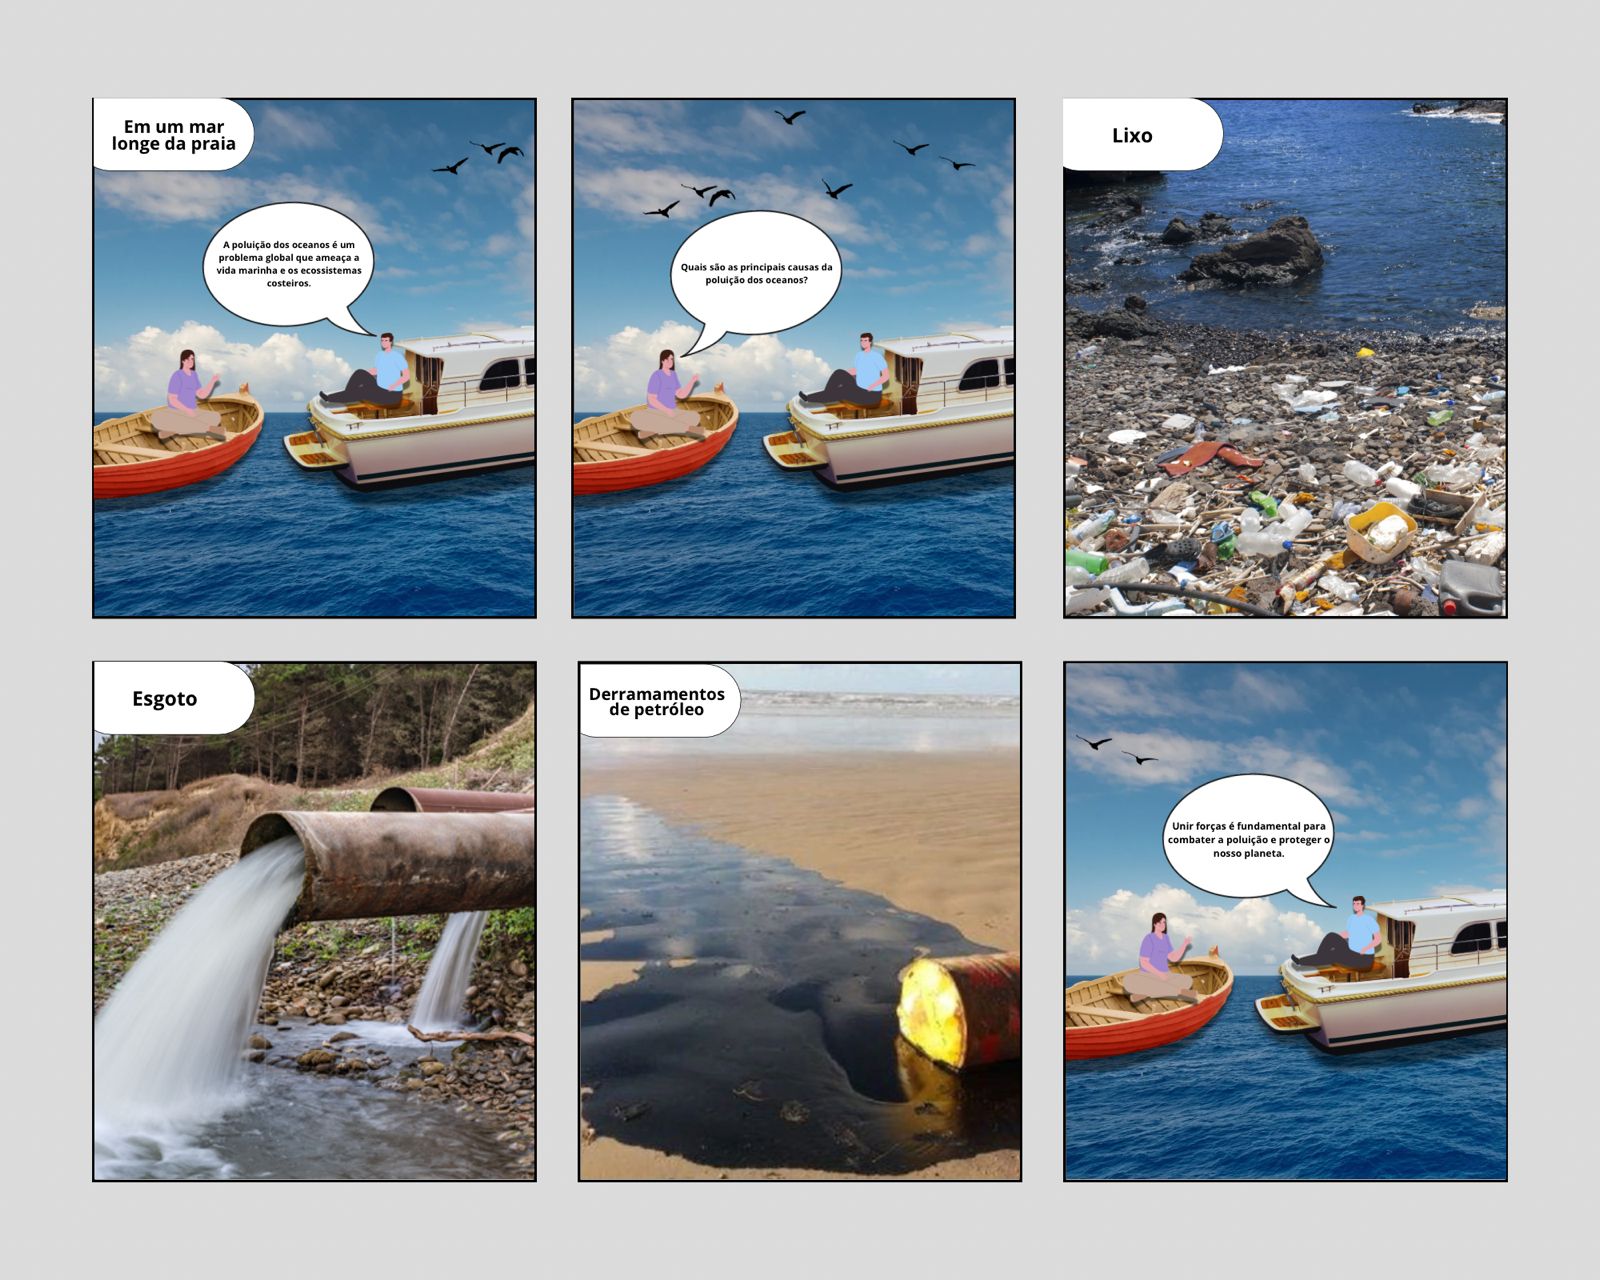 Em um mar
longe da praia
A poluição dos oceanos é um
problema global que ameaça a
vida marinha e os ecossistemas
costeiros.
Quais são as principais causas da
poluição dos oceanos?
Lixo
Esgoto
Derramamentos
de petróleo
Unir forças é fundamental para
combater a poluição e proteger o
nosso planeta.